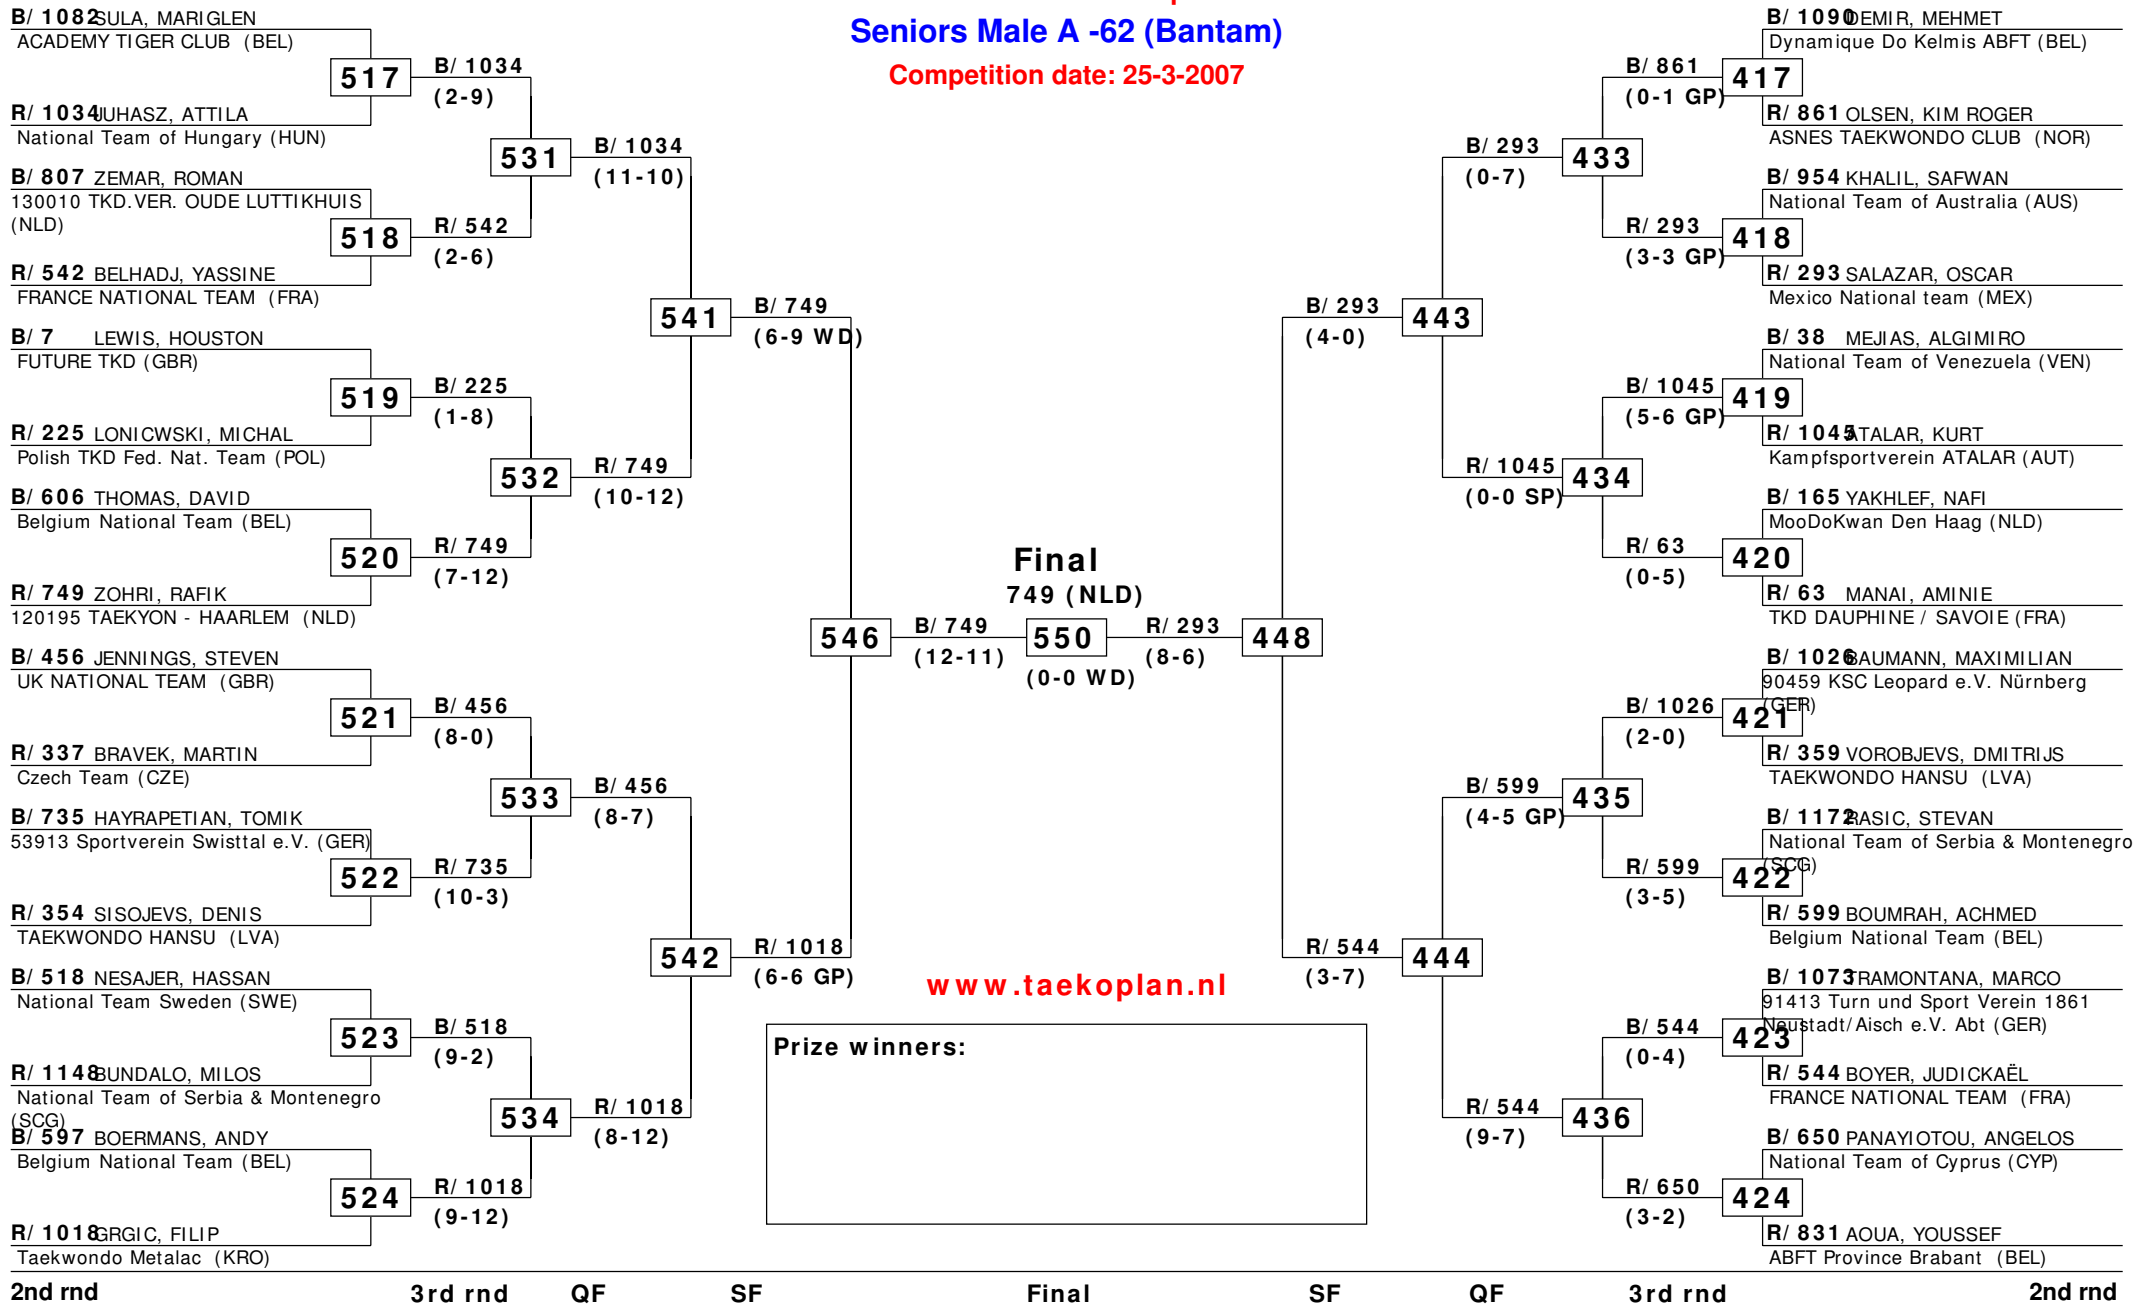 Seniors Male A -62 (Bantam)
Competition date: 25-3-2007
B/ 1082 SULA, MARIGLEN
ACADEMY TIGER CLUB (BEL)
517
B/ 1034
(2-9)
R/ 1034 JUHASZ, ATTILA
National Team of Hungary (HUN)
531
B/ 1034
(11-10)
B/ 807 ZEMAR, ROMAN
130010 TKD.VER. OUDE LUTTIKHUIS
(NLD)
518
R/ 542
(2-6)
R/ 542 BELHADJ, YASSINE
FRANCE NATIONAL TEAM (FRA)
541
B/ 749
(6-9 WD)
B/ 7 LEWIS, HOUSTON
FUTURE TKD (GBR)
519
B/ 225
(1-8)
R/ 225 LONICWSKI, MICHAL
Polish TKD Fed. Nat. Team (POL)
532
R/ 749
(10-12)
B/ 606 THOMAS, DAVID
Belgium National Team (BEL)
520
R/ 749
(7-12)
R/ 749 ZOHRI, RAFIK
120195 TAEKYON - HAARLEM (NLD)
546
B/ 749
(12-11)
B/ 456 JENNINGS, STEVEN
UK NATIONAL TEAM (GBR)
521
B/ 456
(8-0)
R/ 337 BRAVEK, MARTIN
Czech Team (CZE)
533
B/ 456
(8-7)
B/ 735 HAYRAPETIAN, TOMIK
53913 Sportverein Swisttal e.V. (GER)
522
R/ 735
(10-3)
R/ 354 SISOJEVS, DENIS
TAEKWONDO HANSU (LVA)
542
R/ 1018
(6-6 GP)
B/ 518 NESAJER, HASSAN
National Team Sweden (SWE)
523
B/ 518
(9-2)
R/ 1148 BUNDALO, MILOS
National Team of Serbia & Montenegro
(SCG)
534
R/ 1018
(8-12)
B/ 597 BOERMANS, ANDY
Belgium National Team (BEL)
524
R/ 1018
(9-12)
R/ 1018 GRGIC, FILIP
Taekwondo Metalac (KRO)
Final
749 (NLD)
550
(0-0 WD)
www.taekoplan.nl
Prize winners:
B/ 1090 DEMIR, MEHMET
Dynamique Do Kelmis ABFT (BEL)
B/ 861
417
(0-1 GP)
R/ 861 OLSEN, KIM ROGER
ASNES TAEKWONDO CLUB (NOR)
B/ 293
433
(0-7)
B/ 954 KHALIL, SAFWAN
National Team of Australia (AUS)
R/ 293
418
(3-3 GP)
R/ 293 SALAZAR, OSCAR
Mexico National team (MEX)
B/ 293
443
(4-0)
B/ 38 MEJIAS, ALGIMIRO
National Team of Venezuela (VEN)
B/ 1045
419
(5-6 GP)
R/ 1045 ATALAR, KURT
Kampfsportverein ATALAR (AUT)
R/ 1045
434
(0-0 SP)
B/ 165 YAKHLEF, NAFI
MooDoKwan Den Haag (NLD)
R/ 63
420
(0-5)
R/ 63 MANAI, AMINIE
TKD DAUPHINE / SAVOIE (FRA)
R/ 293
448
(8-6)
B/ 1026 BAUMANN, MAXIMILIAN
90459 KSC Leopard e.V. Nürnberg
(GER)
B/ 1026
421
(2-0)
R/ 359 VOROBJEVS, DMITRIJS
TAEKWONDO HANSU (LVA)
B/ 599
435
(4-5 GP)
B/ 1172 RASIC, STEVAN
National Team of Serbia & Montenegro
(SCG)
R/ 599
422
(3-5)
R/ 599 BOUMRAH, ACHMED
Belgium National Team (BEL)
R/ 544
444
(3-7)
B/ 1073 TRAMONTANA, MARCO
91413 Turn und Sport Verein 1861
Neustadt/Aisch e.V. Abt (GER)
B/ 544
423
(0-4)
R/ 544 BOYER, JUDICKAËL
FRANCE NATIONAL TEAM (FRA)
R/ 544
436
(9-7)
B/ 650 PANAYIOTOU, ANGELOS
National Team of Cyprus (CYP)
R/ 650
424
(3-2)
R/ 831 AOUA, YOUSSEF
ABFT Province Brabant (BEL)
2nd rnd 3rd rnd QF SF Final SF QF 3rd rnd 2nd rnd